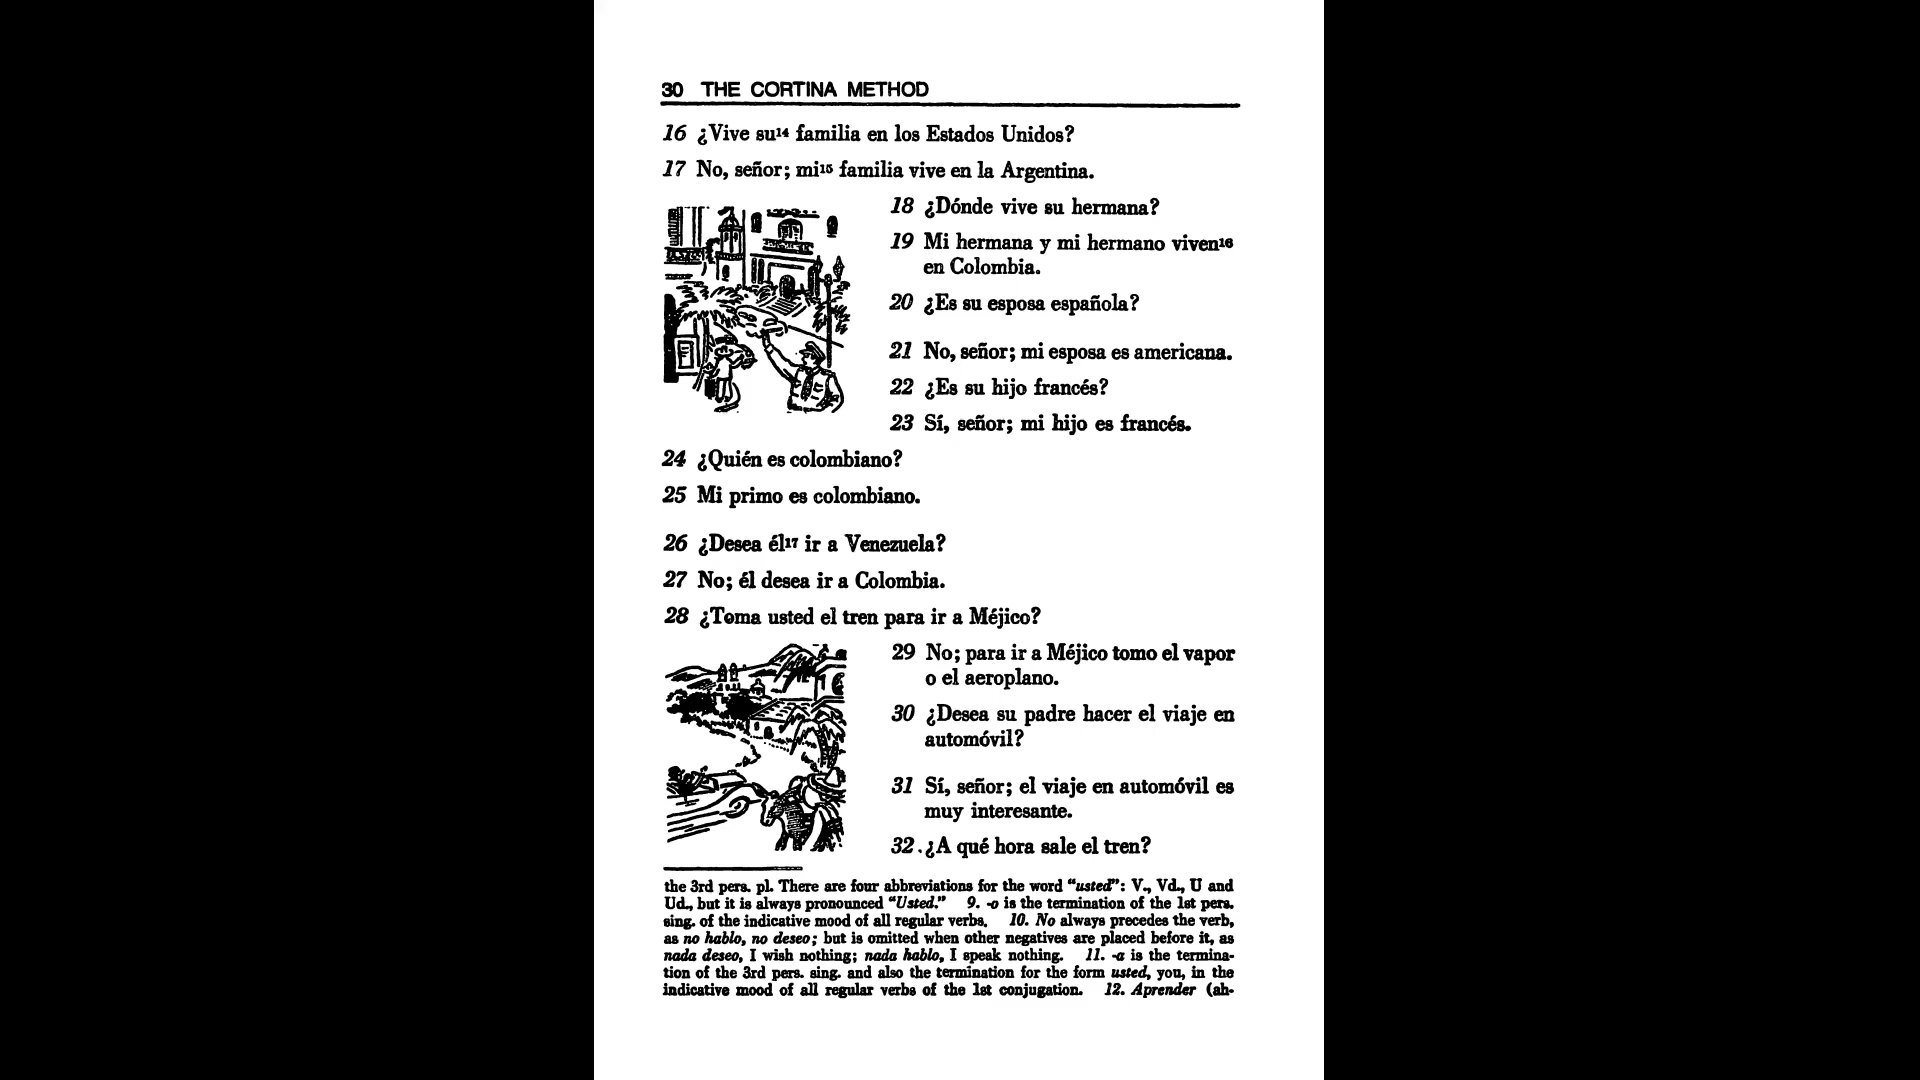 30 THE CORTINA METHOD
16 ¿Vive su¹⁴ familia en los Estados Unidos?
17 No, señor; mi¹⁵ familia vive en la Argentina.
18 ¿Dónde vive su hermana?
19 Mi hermana y mi hermano viven¹⁶
en Colombia.
20 ¿Es su esposa española?
21 No, señor; mi esposa es americana.
22 ¿Es su hijo francés?
23 Sí, señor; mi hijo es francés.
24 ¿Quién es colombiano?
25 Mi primo es colombiano.
26 ¿Desea él¹⁷ ir a Venezuela?
27 No; él desea ir a Colombia.
28 ¿Toma usted el tren para ir a Méjico?
29 No; para ir a Méjico tomo el vapor
o el aeroplano.
30 ¿Desea su padre hacer el viaje en
automóvil?
31 Sí, señor; el viaje en automóvil es
muy interesante.
32. ¿A qué hora sale el tren?
the 3rd pers. pl. There are four abbreviations for the word "usted": V., Vd., U and
Ud., but it is always pronounced "Usted." 9. -o is the termination of the 1st pers.
sing. of the indicative mood of all regular verbs. 10. No always precedes the verb,
as no hablo, no deseo; but is omitted when other negatives are placed before it, as
nada deseo, I wish nothing; nada hablo, I speak nothing. 11. -a is the termina-
tion of the 3rd pers. sing. and also the termination for the form usted, you, in the
indicative mood of all regular verbs of the 1st conjugation. 12. Aprender (ah-